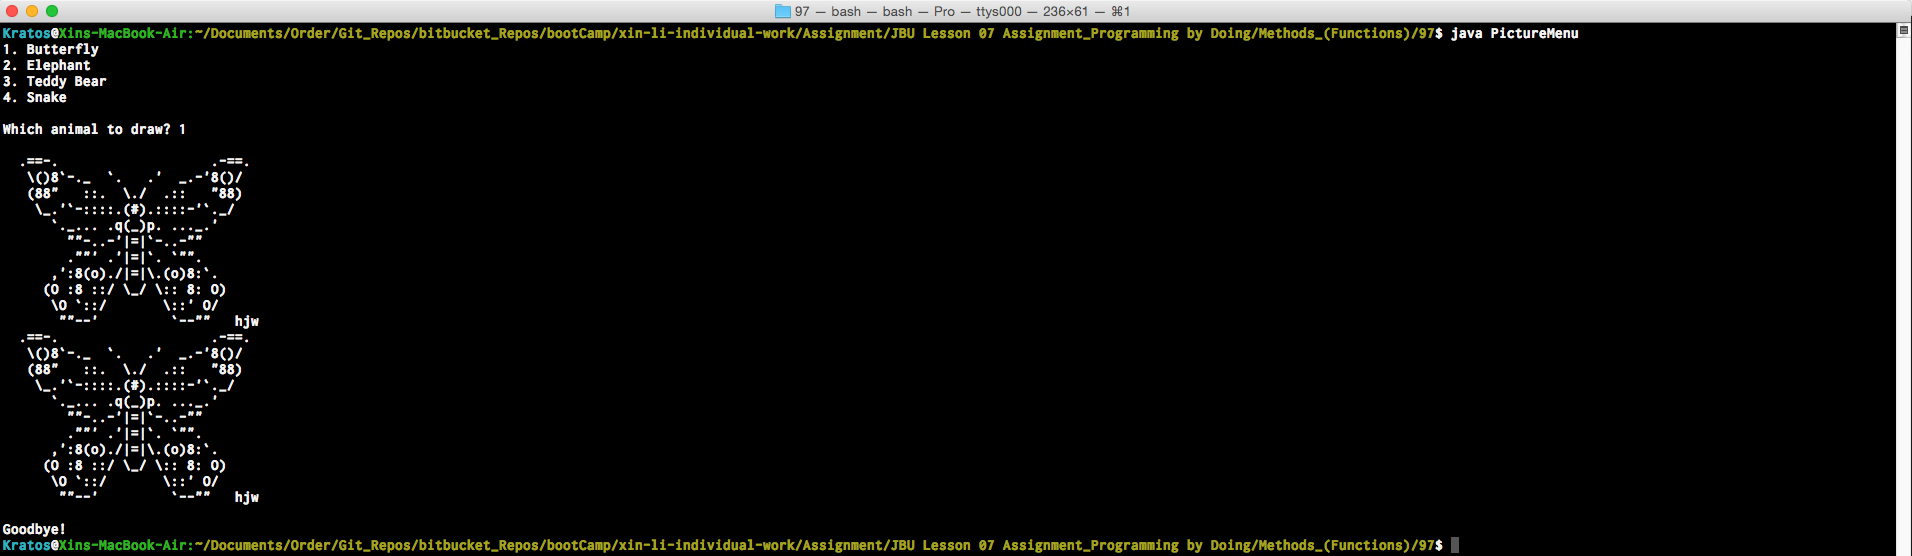 97 — bash — bash — Pro — ttys000 — 236×61 — ⌘1
Kratos@Xins-MacBook-Air:~/Documents/Order/Git_Repos/bitbucket_Repos/bootCamp/xin-li-individual-work/Assignment/JBU Lesson 07 Assignment_Programming by Doing/Methods_(Functions)/97$ java PictureMenu
1. Butterfly
2. Elephant
3. Teddy Bear
4. Snake
Which animal to draw? 1
  .==-.                   .-==.
   \()8`-._  `.   .'  _.-'8()/
   (88"   ::.  \./  .::   "88)
    \_.'`-::::.(#).::::-'`._/
      `._... .q(_)p. ..._.'
        ""-..-'|=|`-..-""
        .""' .'|=|`. `"".
      ,':8(o)./|=|\.(o)8:`.
     (O :8 ::/ \_/ \:: 8: O)
      \O `::/       \::' O/
       ""--'         `--""   hjw
  .==-.                   .-==.
   \()8`-._  `.   .'  _.-'8()/
   (88"   ::.  \./  .::   "88)
    \_.'`-::::.(#).::::-'`._/
      `._... .q(_)p. ..._.'
        ""-..-'|=|`-..-""
        .""' .'|=|`. `"".
      ,':8(o)./|=|\.(o)8:`.
     (O :8 ::/ \_/ \:: 8: O)
      \O `::/       \::' O/
       ""--'         `--""   hjw
Goodbye!
Kratos@Xins-MacBook-Air:~/Documents/Order/Git_Repos/bitbucket_Repos/bootCamp/xin-li-individual-work/Assignment/JBU Lesson 07 Assignment_Programming by Doing/Methods_(Functions)/97$